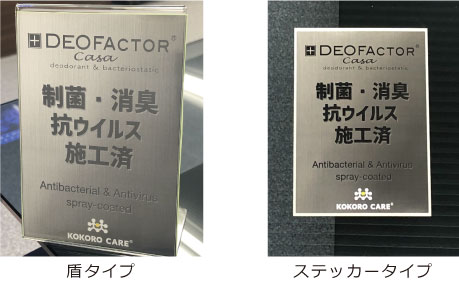 DEOFACTOR®
Casa
deodorant & bacteriostatic
制菌・消臭
抗ウイルス
施工済
Antibacterial & Antivirus
spray-coated
KOKORO CARE®
盾タイプ
DEOFACTOR®
Casa
deodorant & bacteriostatic
制菌・消臭
抗ウイルス
施工済
Antibacterial & Antivirus
spray-coated
KOKORO CARE®
ステッカータイプ